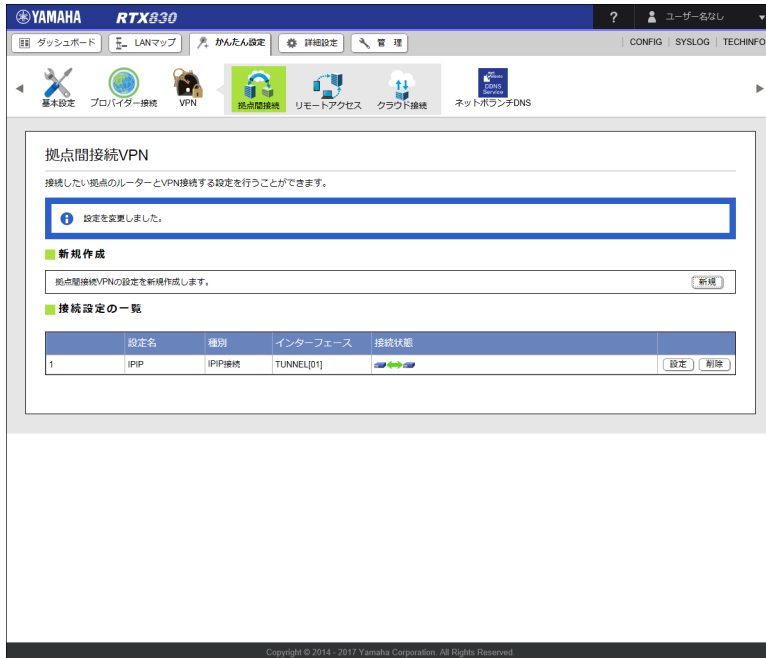 YAMAHA RTX830 ? ユーザー名なし
ダッシュボード LANマップ かんたん設定 詳細設定 管 理 CONFIG SYSLOG TECHINFO
基本設定 プロバイダー接続 VPN 拠点間接続 リモートアクセス クラウド接続 ネットボランチDNS
DDNS
Service
拠点間接続VPN
接続したい拠点のルーターとVPN接続する設定を行うことができます。
設定を変更しました。
新規作成
拠点間接続VPNの設定を新規作成します。 新規
接続設定の一覧
設定名 種別 インターフェース 接続状態
1 IPIP IPIP接続 TUNNEL[01] 設定 削除
Copyright © 2014 - 2017 Yamaha Corporation. All Rights Reserved.